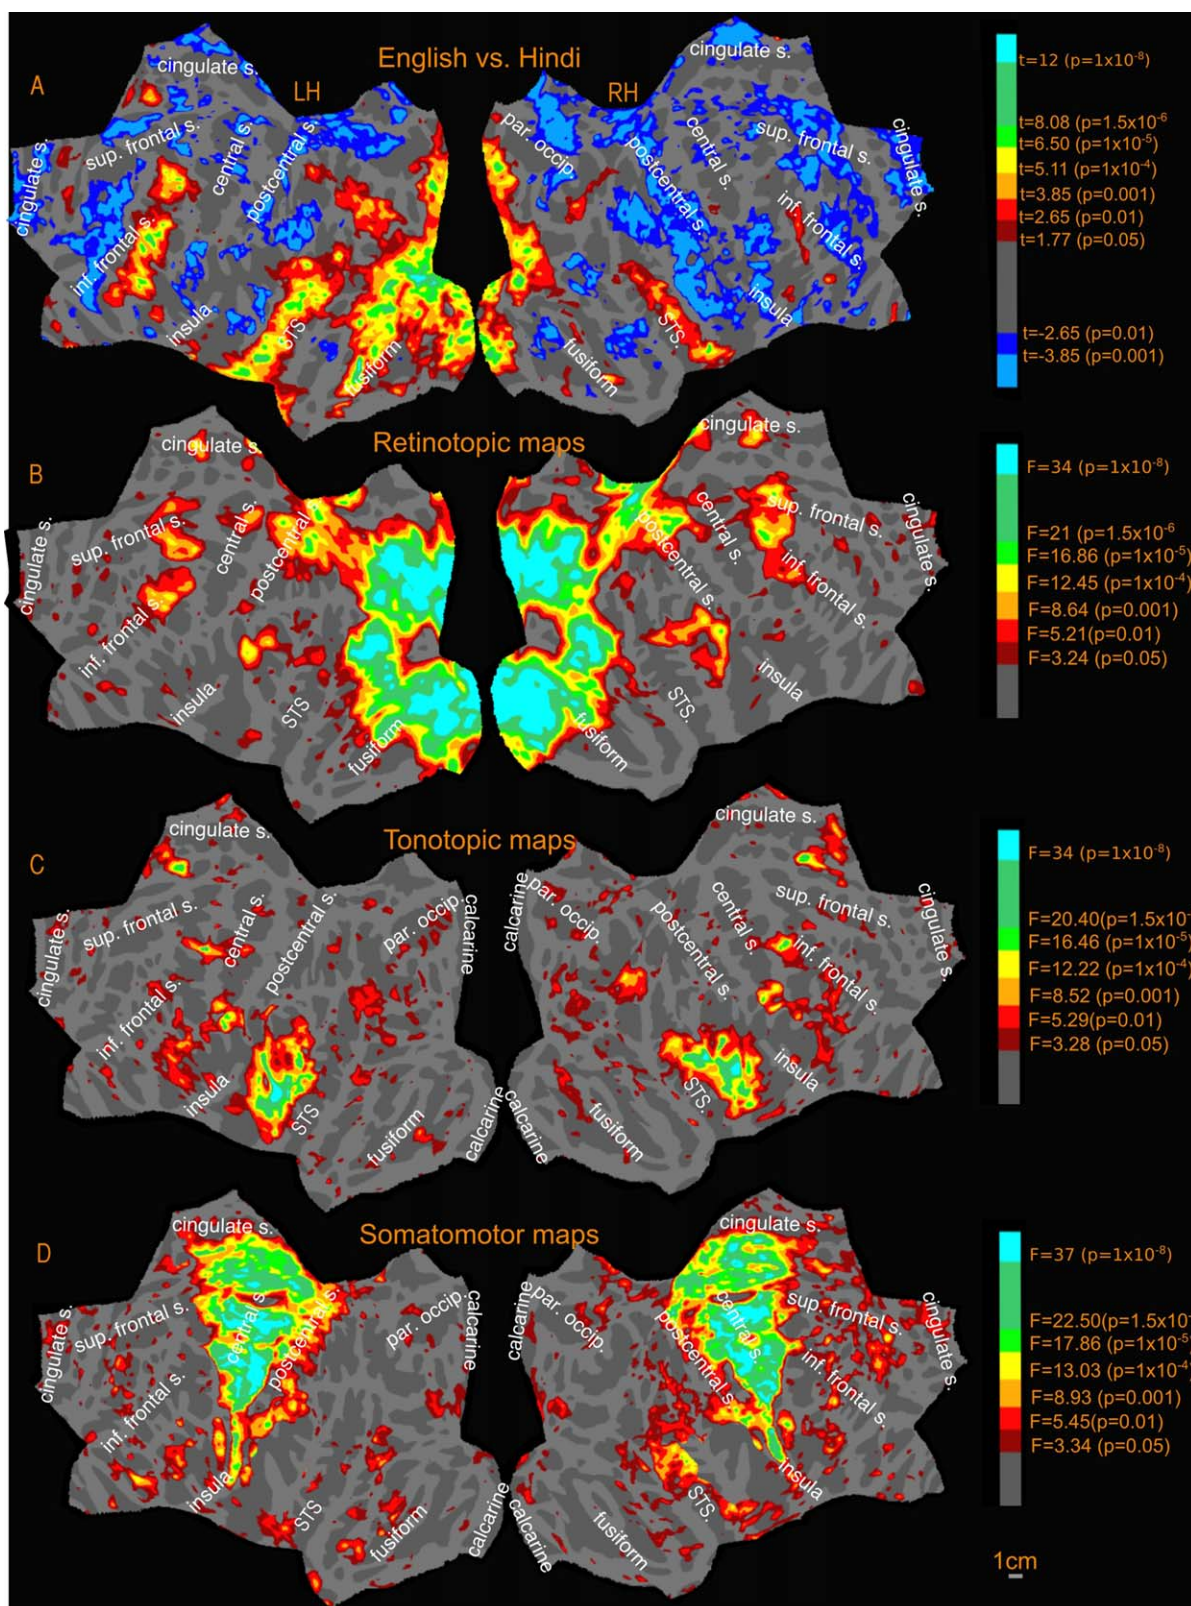 English vs. Hindi
A
LH
RH
cingulate s.
cingulate s.
sup. frontal s.
central s.
postcentral s.
inf. frontal s.
insula
STS
fusiform
cingulate s.
par. occip.
postcentral s.
central s.
sup. frontal s.
cingulate s.
inf. frontal s.
insula
STS.
fusiform
t=12 (p=1x10⁻⁸)
t=8.08 (p=1.5x10⁻⁶
t=6.50 (p=1x10⁻⁵)
t=5.11 (p=1x10⁻⁴)
t=3.85 (p=0.001)
t=2.65 (p=0.01)
t=1.77 (p=0.05)
t=-2.65 (p=0.01)
t=-3.85 (p=0.001)
Retinotopic maps
B
cingulate s.
cingulate s.
sup. frontal s.
central s.
postcentral s.
inf. frontal s.
insula
STS
fusiform
cingulate s.
postcentral s.
central s.
sup. frontal s.
cingulate s.
inf. frontal s.
insula
STS.
fusiform
F=34 (p=1x10⁻⁸)
F=21 (p=1.5x10⁻⁶
F=16.86 (p=1x10⁻⁵)
F=12.45 (p=1x10⁻⁴)
F=8.64 (p=0.001)
F=5.21(p=0.01)
F=3.24 (p=0.05)
Tonotopic maps
C
cingulate s.
cingulate s.
sup. frontal s.
central s.
postcentral s.
par. occip.
calcarine
inf. frontal s.
insula
STS
fusiform
calcarine
cingulate s.
calcarine
par. occip.
postcentral s.
central s.
sup. frontal s.
cingulate s.
inf. frontal s.
insula
STS.
fusiform
calcarine
F=34 (p=1x10⁻⁸)
F=20.40(p=1.5x10⁻
F=16.46 (p=1x10⁻⁵)
F=12.22 (p=1x10⁻⁴)
F=8.52 (p=0.001)
F=5.29(p=0.01)
F=3.28 (p=0.05)
Somatomotor maps
D
cingulate s.
cingulate s.
sup. frontal s.
central s.
postcentral s.
par. occip.
calcarine
inf. frontal s.
insula
STS
fusiform
calcarine
cingulate s.
calcarine
par. occip.
postcentral s.
central s.
sup. frontal s.
cingulate s.
inf. frontal s.
insula
STS.
fusiform
calcarine
F=37 (p=1x10⁻⁸)
F=22.50(p=1.5x10⁻
F=17.86 (p=1x10⁻⁵
F=13.03 (p=1x10⁻⁴
F=8.93 (p=0.001)
F=5.45(p=0.01)
F=3.34 (p=0.05)
1cm